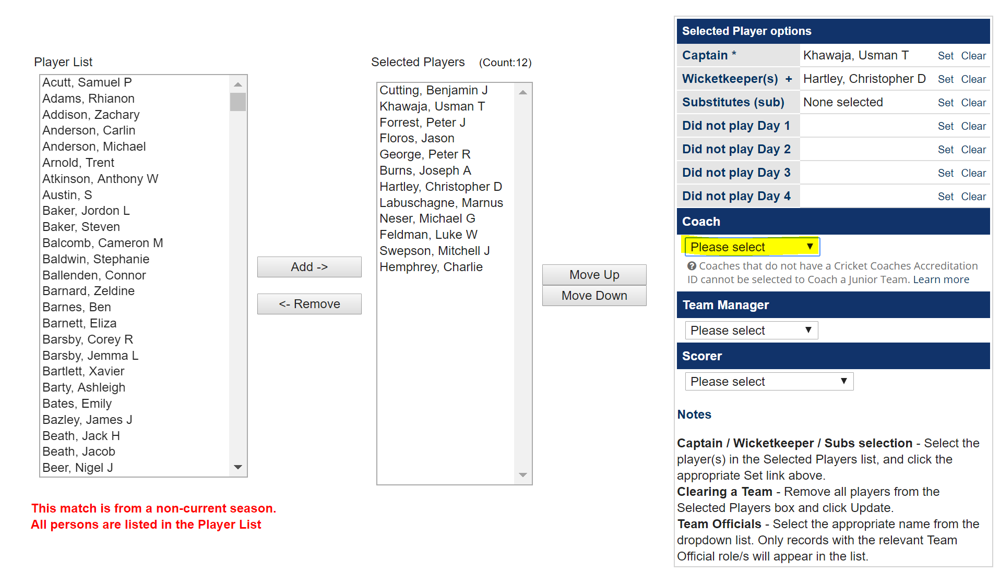 Player List
Acutt, Samuel P
Adams, Rhianon
Addison, Zachary
Anderson, Carlin
Anderson, Michael
Arnold, Trent
Atkinson, Anthony W
Austin, S
Baker, Jordon L
Baker, Steven
Balcomb, Cameron M
Baldwin, Stephanie
Ballenden, Connor
Barnard, Zeldine
Barnes, Ben
Barnett, Eliza
Barsby, Corey R
Barsby, Jemma L
Bartlett, Xavier
Barty, Ashleigh
Bates, Emily
Bazley, James J
Beath, Jack H
Beath, Jacob
Beer, Nigel J
This match is from a non-current season.
All persons are listed in the Player List
Add ->
<- Remove
Selected Players (Count:12)
Cutting, Benjamin J
Khawaja, Usman T
Forrest, Peter J
Floros, Jason
George, Peter R
Burns, Joseph A
Hartley, Christopher D
Labuschagne, Marnus
Neser, Michael G
Feldman, Luke W
Swepson, Mitchell J
Hemphrey, Charlie
Move Up
Move Down
Selected Player options
Captain * Khawaja, Usman T Set Clear
Wicketkeeper(s) + Hartley, Christopher D Set Clear
Substitutes (sub) None selected Set Clear
Did not play Day 1 Set Clear
Did not play Day 2 Set Clear
Did not play Day 3 Set Clear
Did not play Day 4 Set Clear
Coach
Please select
? Coaches that do not have a Cricket Coaches Accreditation
ID cannot be selected to Coach a Junior Team. Learn more
Team Manager
Please select
Scorer
Please select
Notes
Captain / Wicketkeeper / Subs selection - Select the
player(s) in the Selected Players list, and click the
appropriate Set link above.
Clearing a Team - Remove all players from the
Selected Players box and click Update.
Team Officials - Select the appropriate name from the
dropdown list. Only records with the relevant Team
Official role/s will appear in the list.